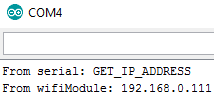 COM4
From serial: GET_IP_ADDRESS
From wifiModule: 192.168.0.111